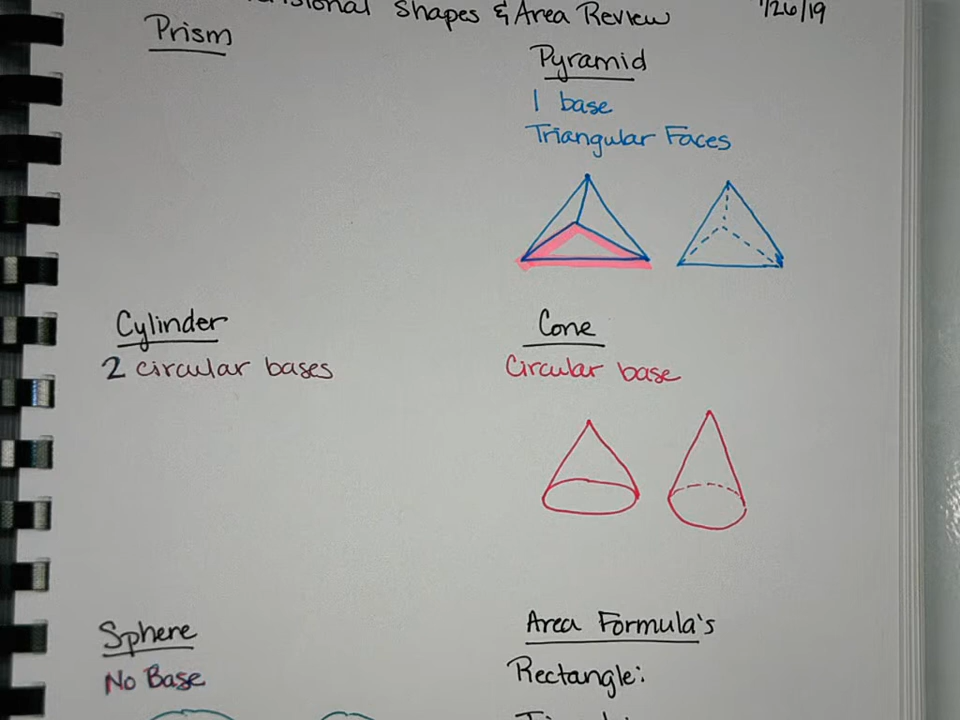 Shapes & Area Review
1/26/19
Prism
Pyramid
1 base
Triangular Faces
Cylinder
2 circular bases
Cone
Circular base
Sphere
No Base
Area Formula's
Rectangle: